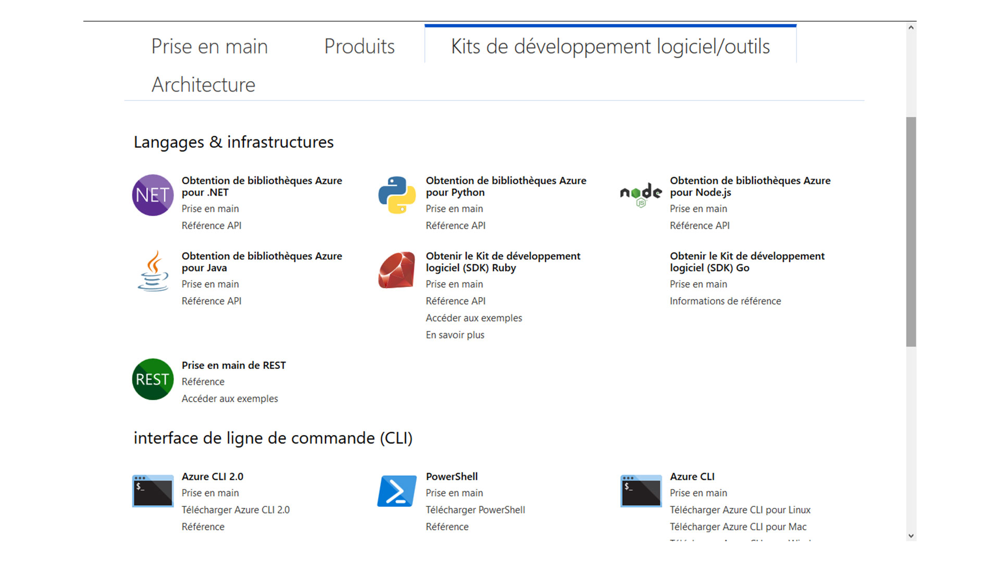 Prise en main
Produits
Kits de développement logiciel/outils
Architecture
Langages & infrastructures
NET
Obtention de bibliothèques Azure
pour .NET
Prise en main
Référence API
Obtention de bibliothèques Azure
pour Python
Prise en main
Référence API
node
JS
Obtention de bibliothèques Azure
pour Node.js
Prise en main
Référence API
Obtention de bibliothèques Azure
pour Java
Prise en main
Référence API
Obtenir le Kit de développement
logiciel (SDK) Ruby
Prise en main
Référence API
Accéder aux exemples
En savoir plus
Obtenir le Kit de développement
logiciel (SDK) Go
Prise en main
Informations de référence
REST
Prise en main de REST
Référence
Accéder aux exemples
interface de ligne de commande (CLI)
$_
Azure CLI 2.0
Prise en main
Télécharger Azure CLI 2.0
Référence
PowerShell
Prise en main
Télécharger PowerShell
Référence
$_
Azure CLI
Prise en main
Télécharger Azure CLI pour Linux
Télécharger Azure CLI pour Mac